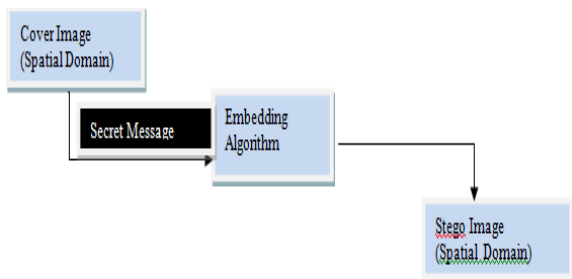 Cover Image
(Spatial Domain)
Secret Message
Embedding
Algorithm
Stego Image
(Spatial Domain)